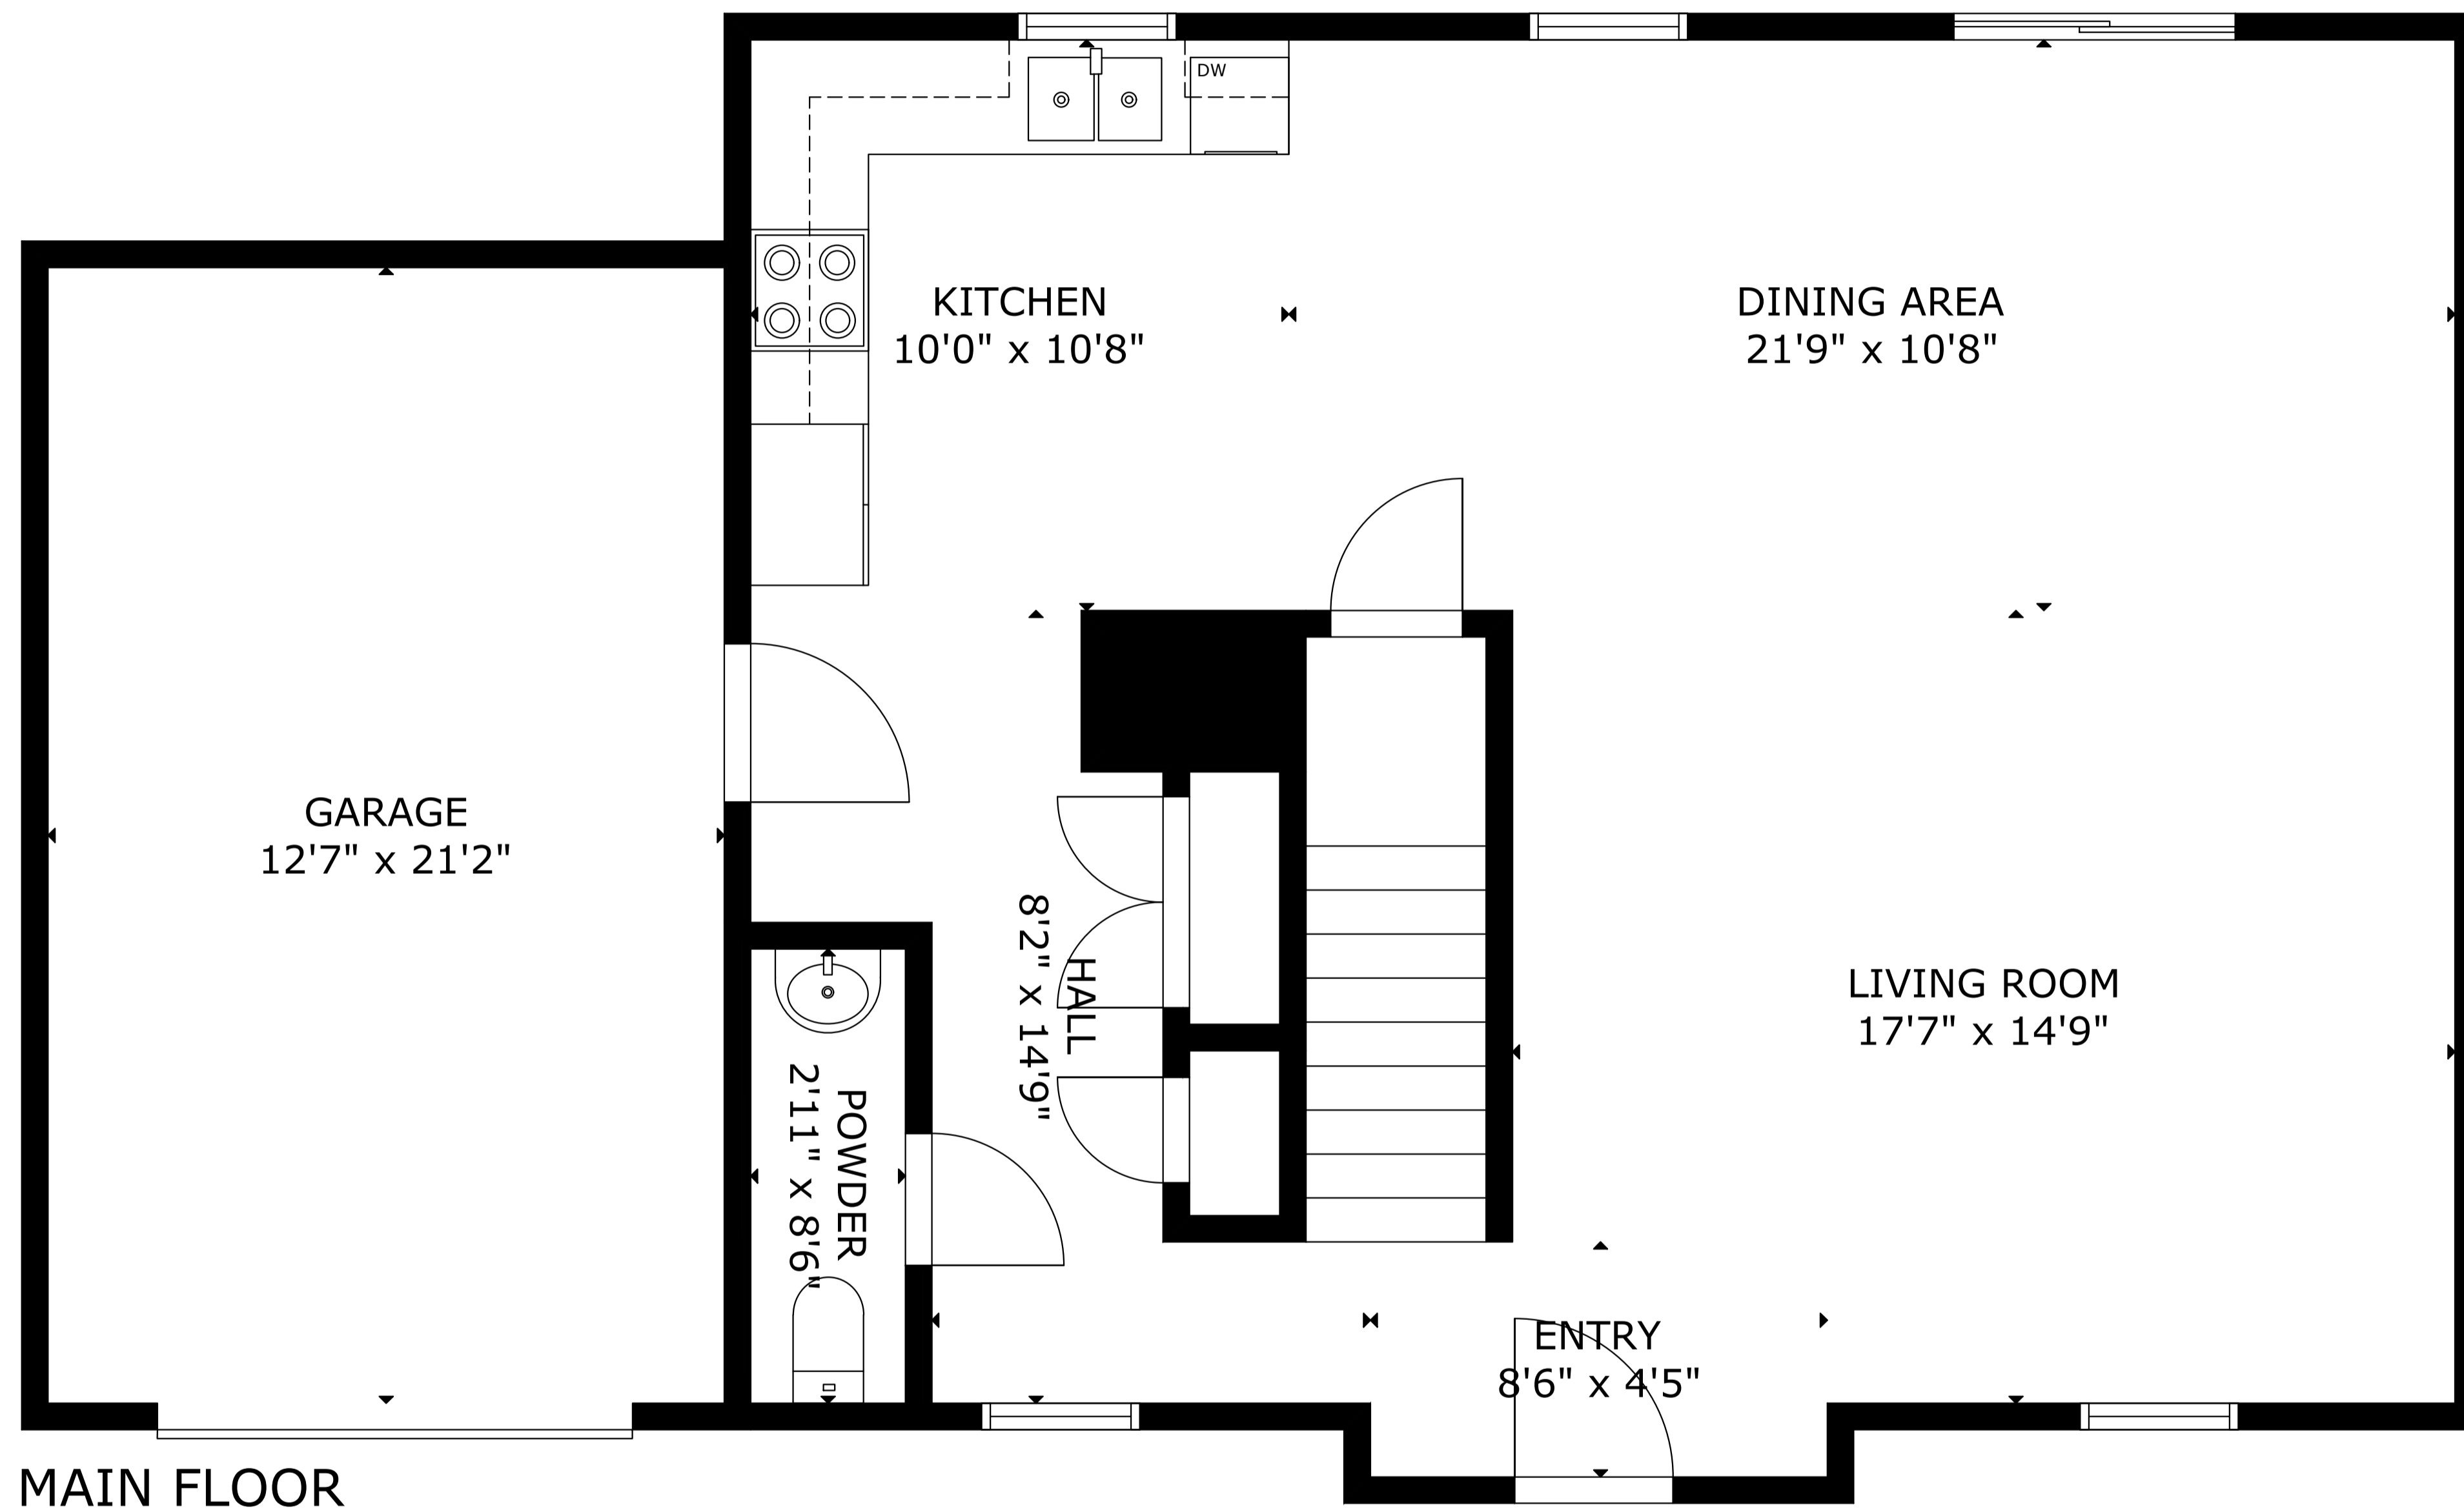 DW
KITCHEN
10'0" x 10'8"
DINING AREA
21'9" x 10'8"
GARAGE
12'7" x 21'2"
HALL
8'2" x 14'9"
LIVING ROOM
17'7" x 14'9"
POWDER
2'11" x 8'6"
ENTRY
8'6" x 4'5"
MAIN FLOOR